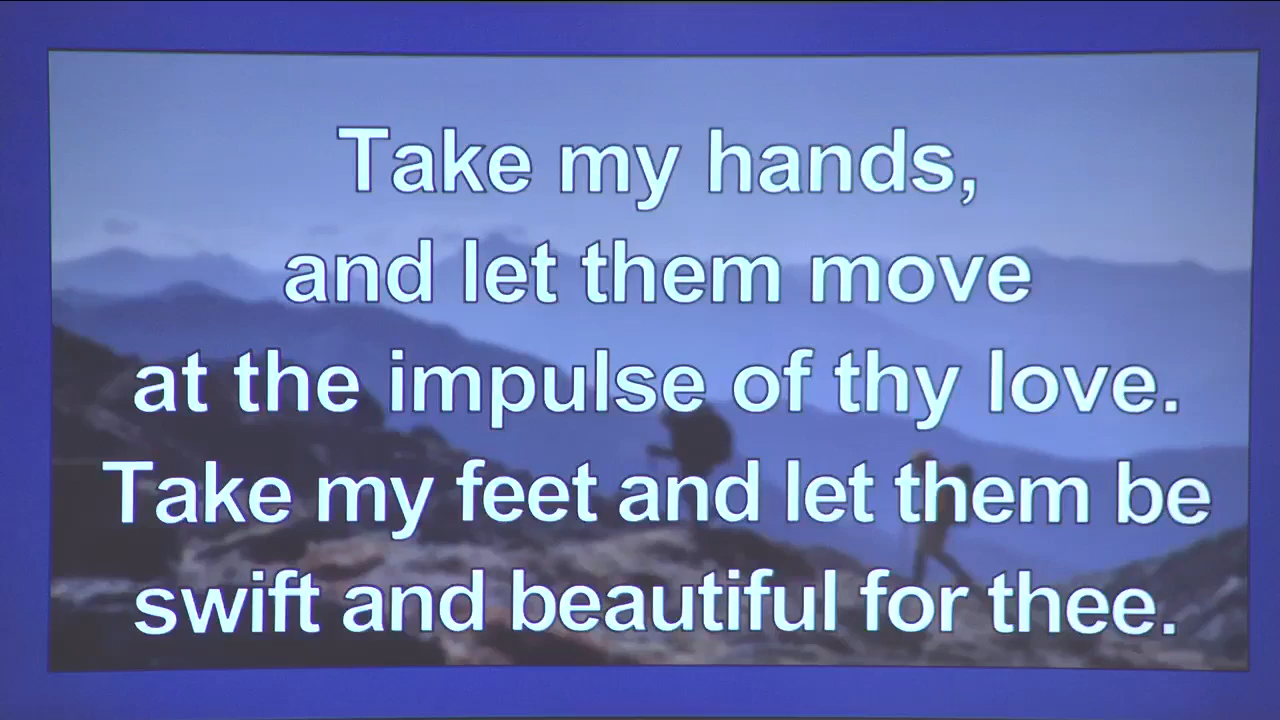 Take my hands,
and let them move
at the impulse of thy love.
Take my feet and let them be
swift and beautiful for thee.